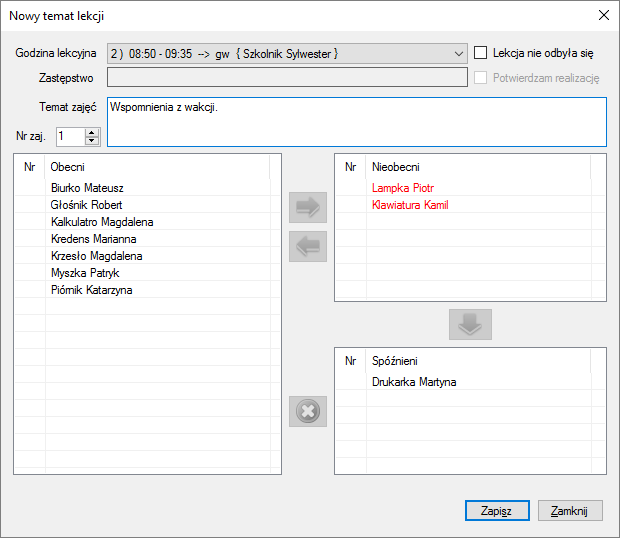 Nowy temat lekcji
Godzina lekcyjna 2 ) 08:50 - 09:35 --> gw { Szkolnik Sylwester } Lekcja nie odbyła się
Zastępstwo Potwierdzam realizację
Temat zajęć Wspomnienia z wakcji.
Nr zaj. 1
Nr Obecni
Biurko Mateusz
Głośnik Robert
Kalkulatro Magdalena
Kredens Marianna
Krzesło Magdalena
Myszka Patryk
Piórnik Katarzyna
Nr Nieobecni
Lampka Piotr
Klawiatura Kamil
Nr Spóźnieni
Drukarka Martyna
Zapisz Zamknij